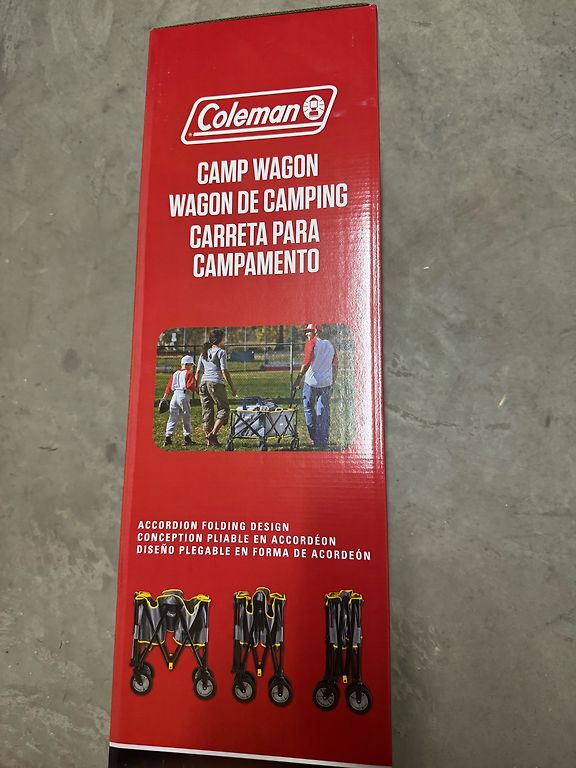 Coleman
CAMP WAGON
WAGON DE CAMPING
CARRETA PARA
CAMPAMENTO
ACCORDION FOLDING DESIGN
CONCEPTION PLIABLE EN ACCORDÉON
DISEÑO PLEGABLE EN FORMA DE ACORDEÓN